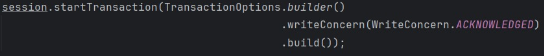 session.startTransaction(TransactionOptions.builder()
.writeConcern(WriteConcern.ACKNOWLEDGED)
.build());